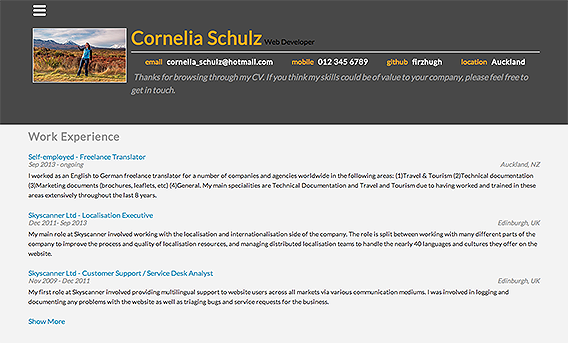 Cornelia Schulz Web Developer
email cornelia_schulz@hotmail.com mobile 012 345 6789 github firzhugh location Auckland
Thanks for browsing through my CV. If you think my skills could be of value to your company, please feel free to
get in touch.
Work Experience
Self-employed - Freelance Translator
Sep 2013 - ongoing Auckland, NZ
I worked as an English to German freelance translator for a number of companies and agencies worldwide in the following areas: (1)Travel & Tourism (2)Technical documentation
(3)Marketing documents (brochures, leaflets, etc) (4)General. My main specialities are Technical Documentation and Travel and Tourism due to having worked and trained in these
areas extensively throughout the last 8 years.
Skyscanner Ltd - Localisation Executive
Dec 2011- Sep 2013 Edinburgh, UK
My main role at Skyscanner involved working with the localisation and internationalisation side of the company. The role is split between working with many different parts of the
company to improve the process and quality of localisation resources, and managing distributed localisation teams to handle the nearly 40 languages and cultures they offer on the
website.
Skyscanner Ltd - Customer Support / Service Desk Analyst
Nov 2009 - Dec 2011 Edinburgh, UK
My first role at Skyscanner involved providing multilingual support to website users across all markets via various communication mediums. I was involved in logging and
documenting any problems with the website as well as triaging bugs and service requests for the business.
Show More